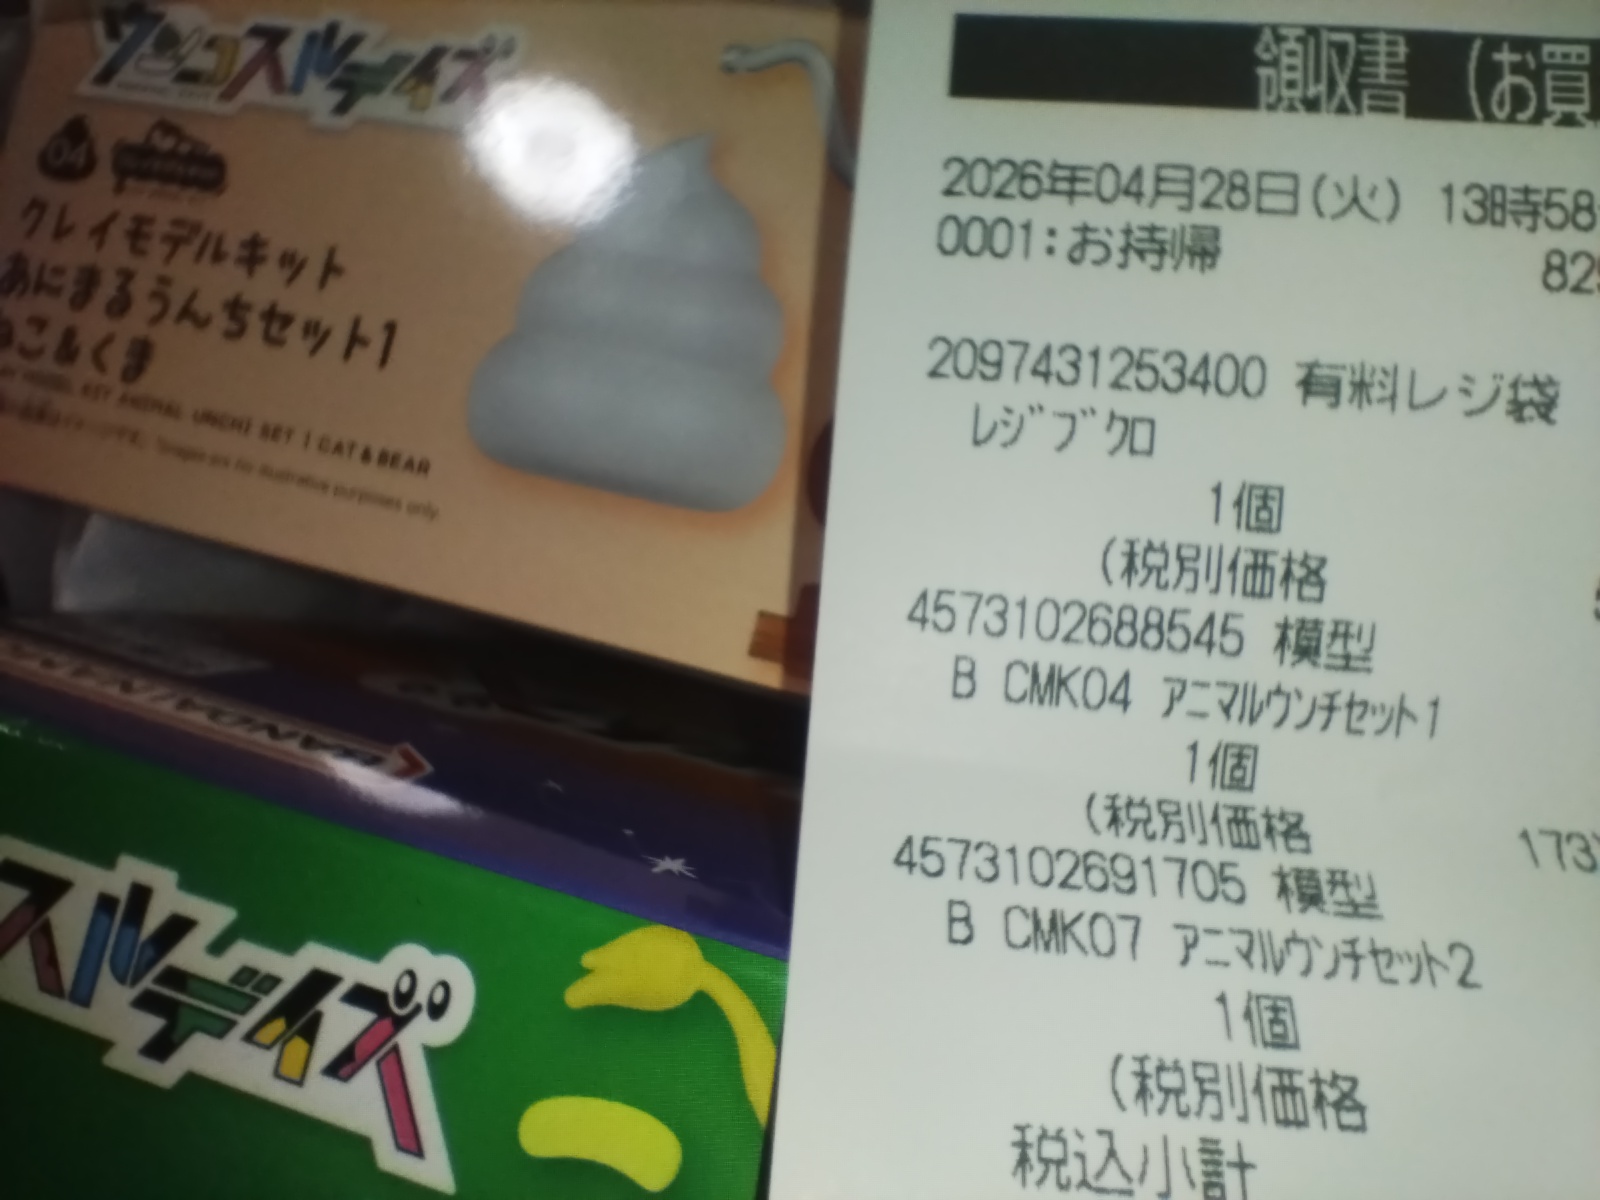 ウンコスルデイズ
04
クレイモデルキット
あにまるうんちセット1
ねこ&くま
KIT ANIMAL UNCHI SET 1 CAT & BEAR
*Images are for illustrative purposes only.
BANDAI NAM
スルデイズ
領収書 (お買
2026年04月28日(火) 13時58
0001:お持帰
82
2097431253400 有料レジ袋
レジブクロ
1個
(税別価格
4573102688545 模型
B CMK04 アニマルウンチセット1
1個
(税別価格 173
4573102691705 模型
B CMK07 アニマルウンチセット2
1個
(税別価格
税込小計